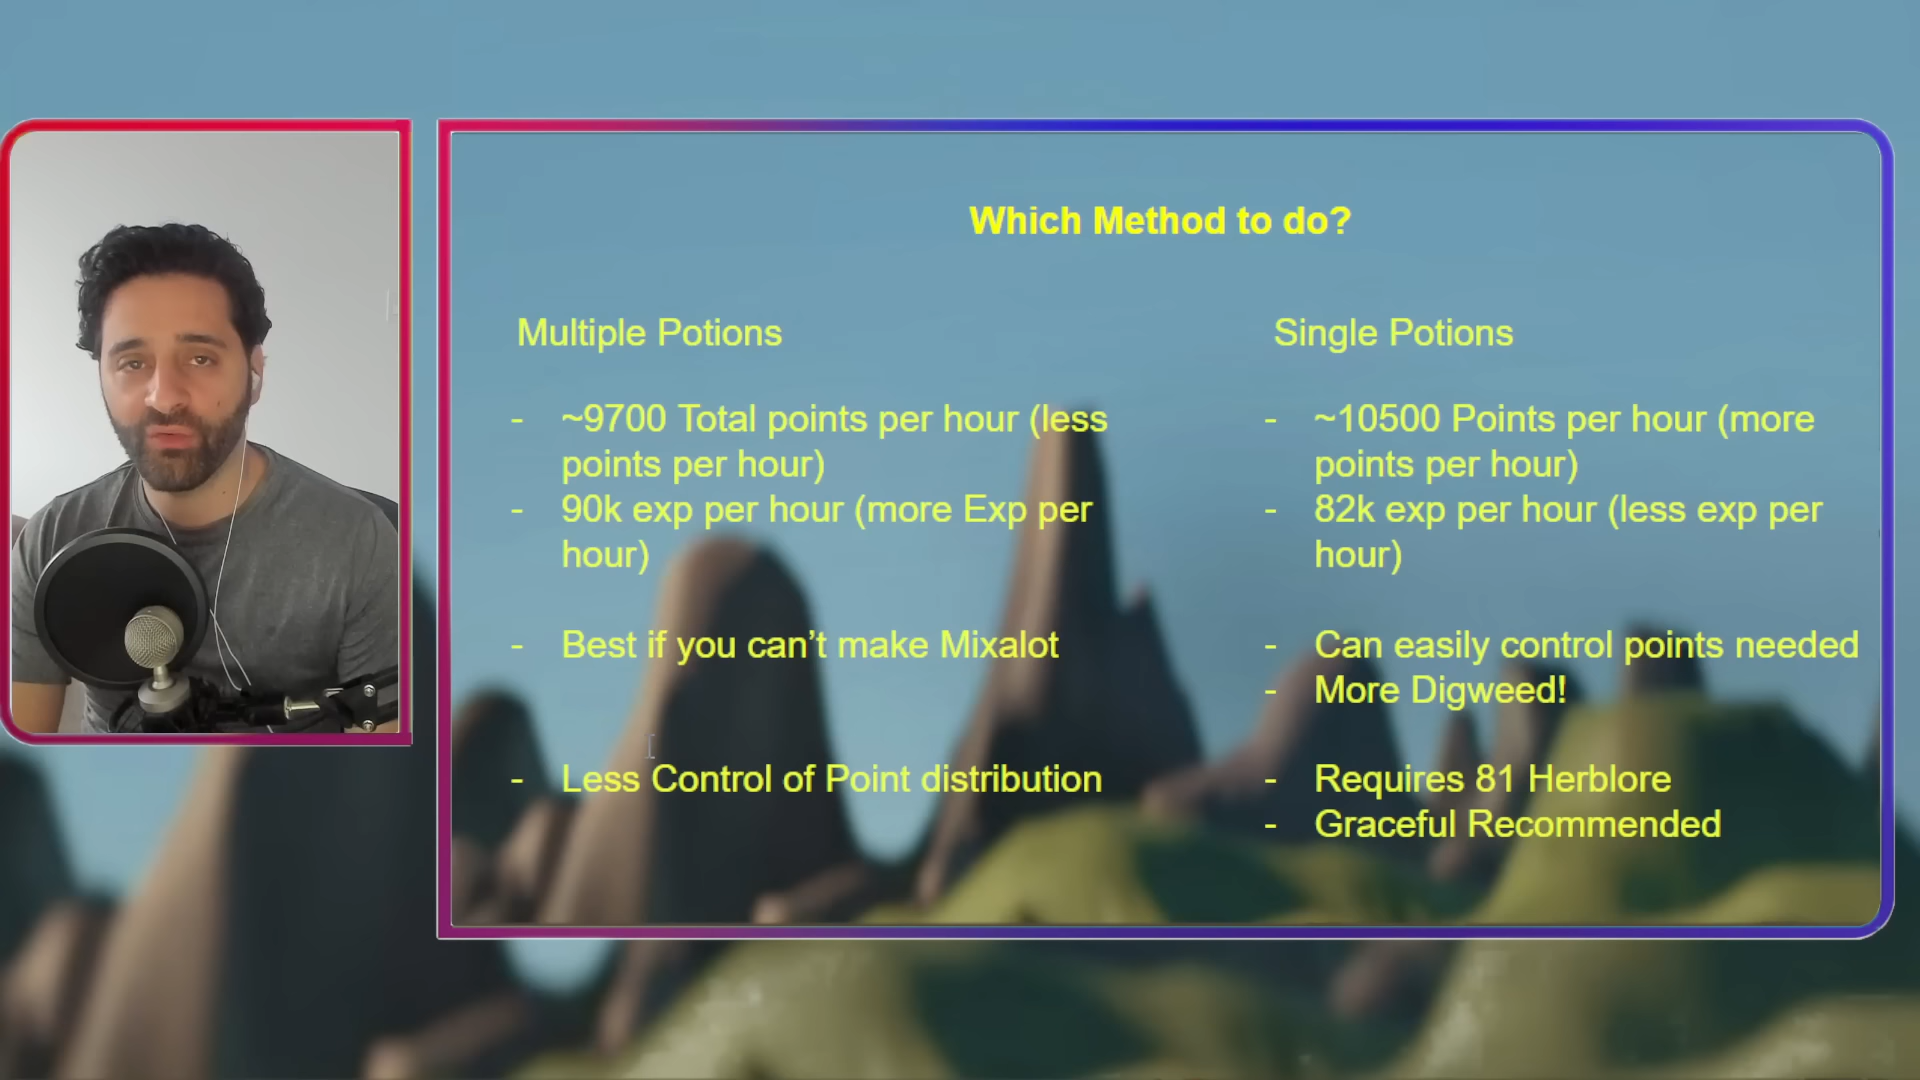 Which Method to do?
Multiple Potions
- ~9700 Total points per hour (less
points per hour)
- 90k exp per hour (more Exp per
hour)
- Best if you can't make Mixalot
- Less Control of Point distribution
Single Potions
- ~10500 Points per hour (more
points per hour)
- 82k exp per hour (less exp per
hour)
- Can easily control points needed
- More Digweed!
- Requires 81 Herblore
- Graceful Recommended